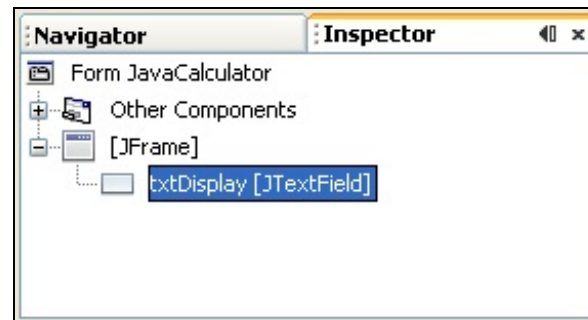 Navigator Inspector
Form JavaCalculator
Other Components
[JFrame]
txtDisplay [JTextField]